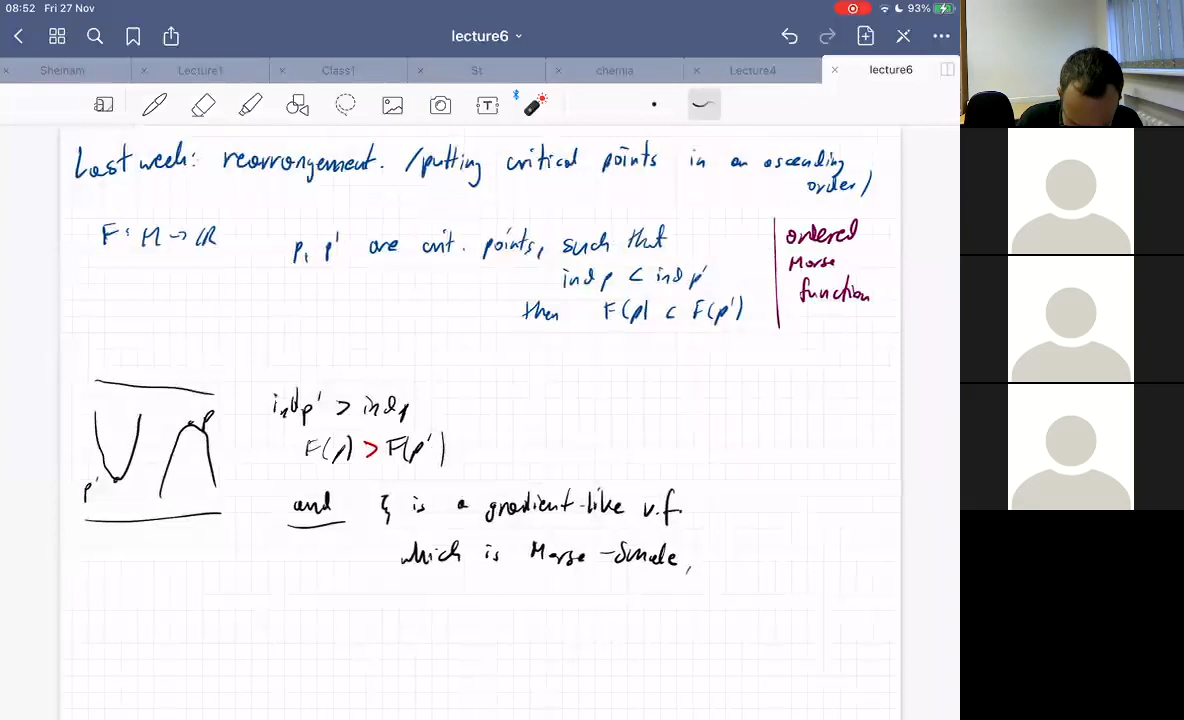 08:52 Fri 27 Nov
93%
lecture6
Sheinam
Lecture1
Class1
St
chemia
Lecture4
lecture6
Last week: rearrangement. (putting critical points in an ascending
order)
F: M → ℝ
p, p' are crit. points, such that
ind p < ind p'
then F(p) < F(p')
ordered
Morse
function
p
p'
ind p' > ind p
F(p) > F(p')
and ξ is a gradient-like v.f.
which is Morse-Smale,